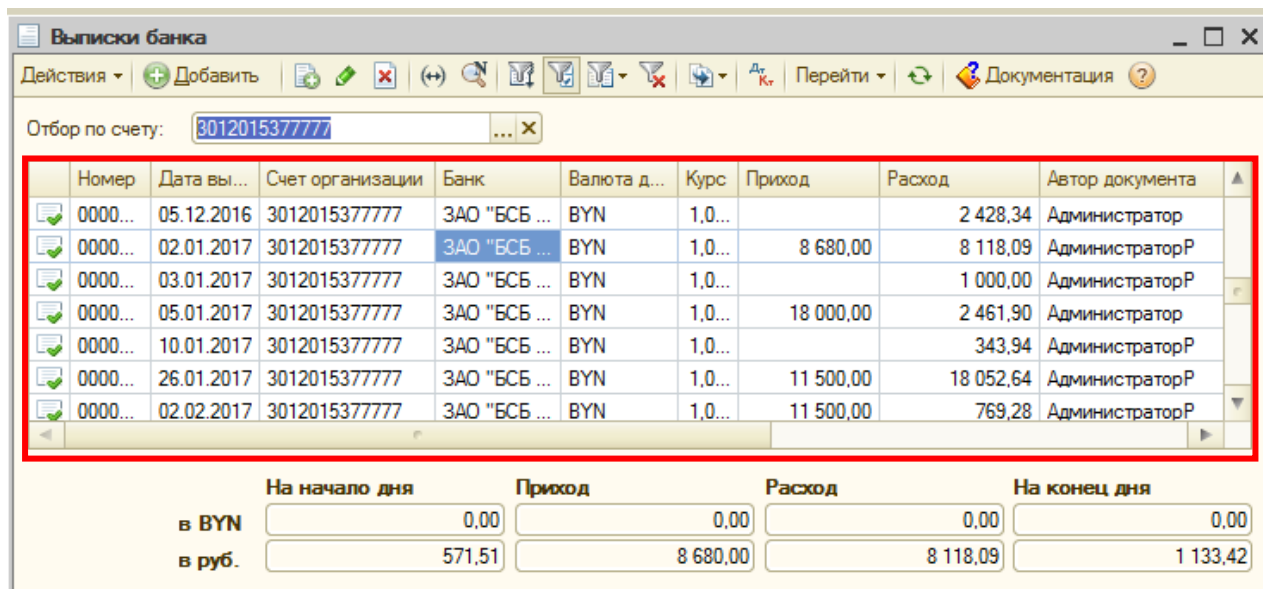 Выписки банка
Действия Добавить Дт Кт Перейти Документация ?
Отбор по счету: 3012015377777 ... x
Номер Дата вы... Счет организации Банк Валюта д... Курс Приход Расход Автор документа
0000... 05.12.2016 3012015377777 ЗАО "БСБ ... BYN 1,0... 2 428,34 Администратор
0000... 02.01.2017 3012015377777 ЗАО "БСБ ... BYN 1,0... 8 680,00 8 118,09 АдминистраторР
0000... 03.01.2017 3012015377777 ЗАО "БСБ ... BYN 1,0... 1 000,00 АдминистраторР
0000... 05.01.2017 3012015377777 ЗАО "БСБ ... BYN 1,0... 18 000,00 2 461,90 Администратор
0000... 10.01.2017 3012015377777 ЗАО "БСБ ... BYN 1,0... 343,94 АдминистраторР
0000... 26.01.2017 3012015377777 ЗАО "БСБ ... BYN 1,0... 11 500,00 18 052,64 АдминистраторР
0000... 02.02.2017 3012015377777 ЗАО "БСБ ... BYN 1,0... 11 500,00 769,28 АдминистраторР
На начало дня Приход Расход На конец дня
в BYN 0,00 0,00 0,00 0,00
в руб. 571,51 8 680,00 8 118,09 1 133,42